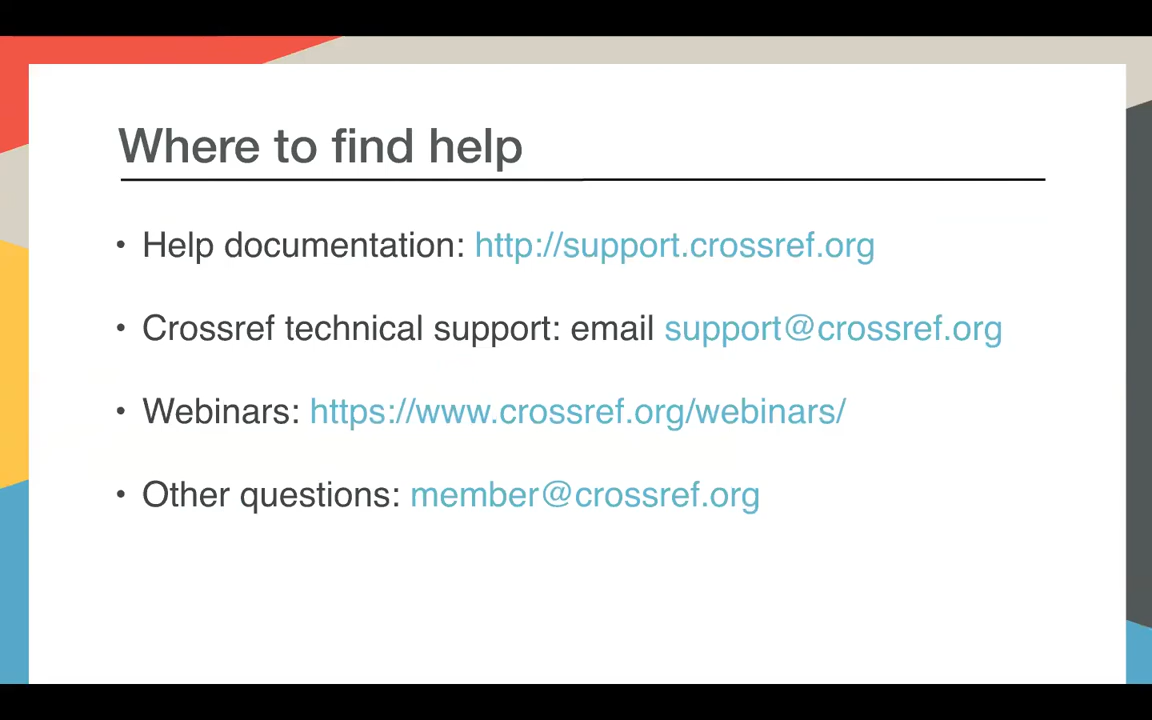 Where to find help
• Help documentation: http://support.crossref.org
• Crossref technical support: email support@crossref.org
• Webinars: https://www.crossref.org/webinars/
• Other questions: member@crossref.org